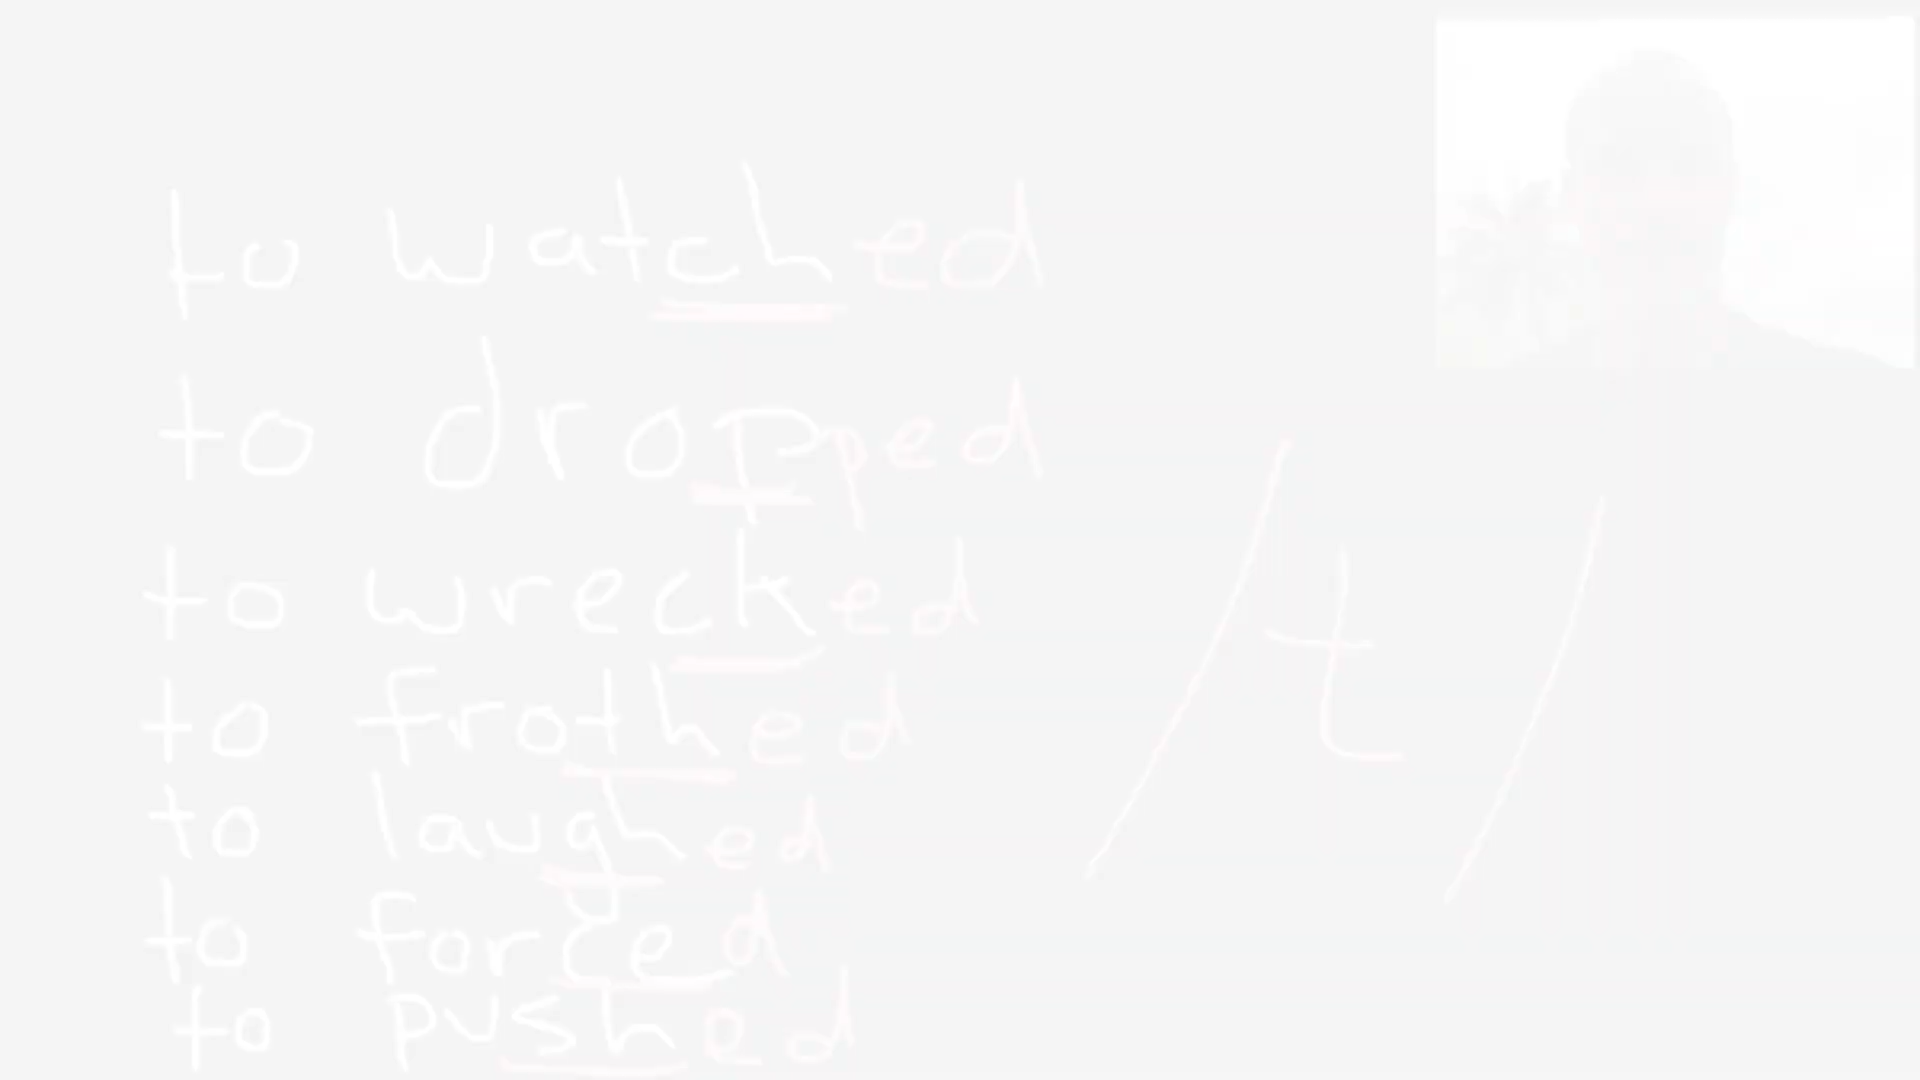 to watched
to dropped
to wrecked
to frothed
to laughed
to forced
to pushed
/t/